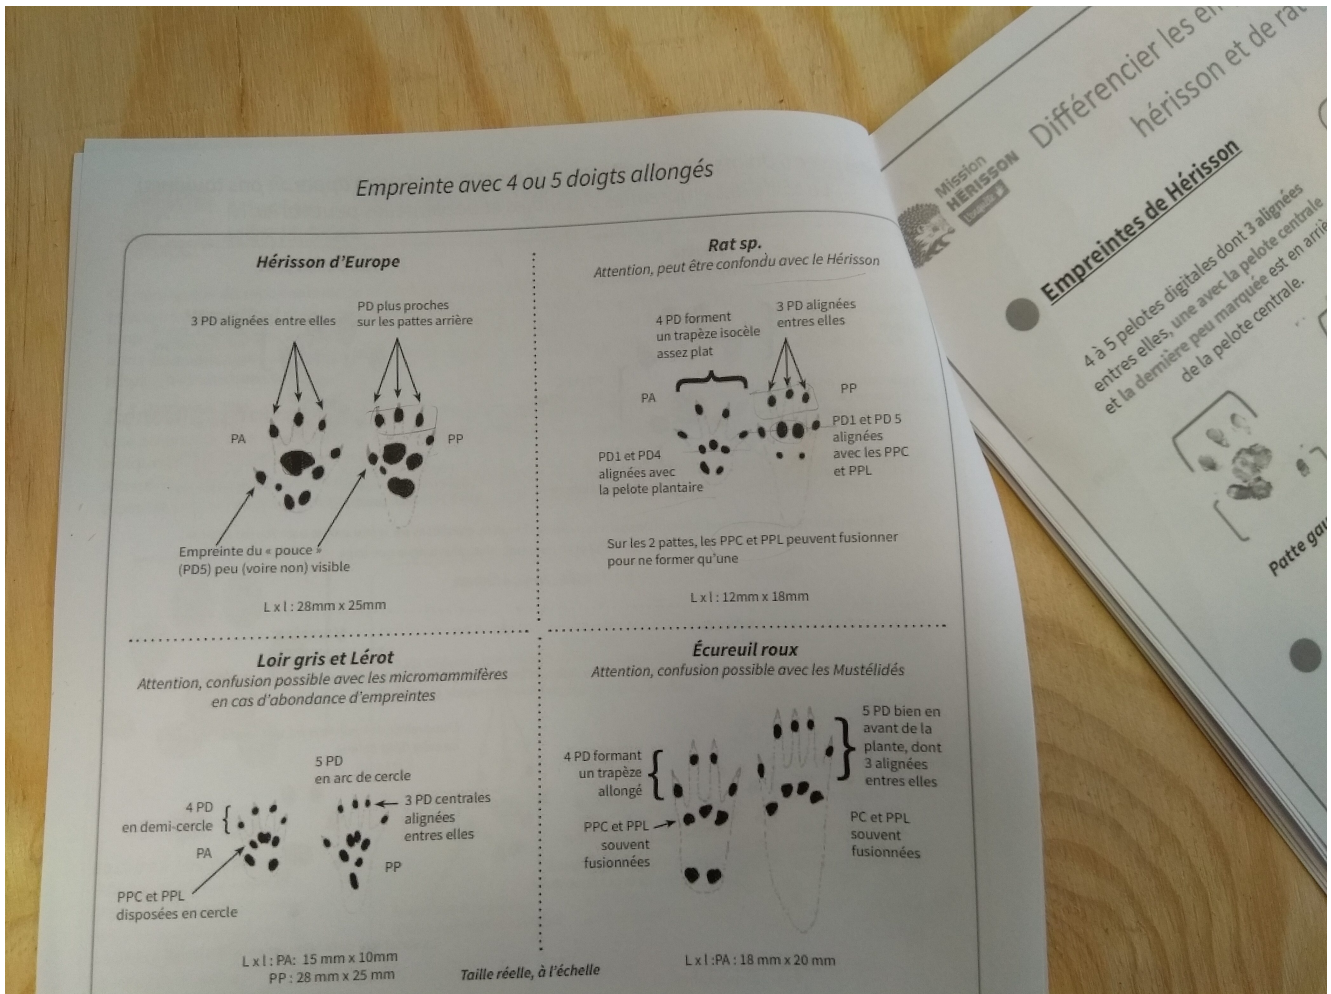 Empreinte avec 4 ou 5 doigts allongés
Hérisson d'Europe
3 PD alignées entre elles
PD plus proches
sur les pattes arrière
PA
PP
Empreinte du « pouce »
(PD5) peu (voire non) visible
L x l : 28mm x 25mm
Rat sp.
Attention, peut être confondu avec le Hérisson
4 PD forment
un trapèze isocèle
assez plat
3 PD alignées
entres elles
PA
PP
PD1 et PD4
alignées avec
la pelote plantaire
PD1 et PD 5
alignées
avec les PPC
et PPL
Sur les 2 pattes, les PPC et PPL peuvent fusionner
pour ne former qu'une
L x l : 12mm x 18mm
Loir gris et Lérot
Attention, confusion possible avec les micromammifères
en cas d'abondance d'empreintes
5 PD
en arc de cercle
4 PD
en demi-cercle
3 PD centrales
alignées
entres elles
PA
PP
PPC et PPL
disposées en cercle
L x l : PA: 15 mm x 10mm
PP : 28 mm x 25 mm
Écureuil roux
Attention, confusion possible avec les Mustélidés
4 PD formant
un trapèze
allongé
5 PD bien en
avant de la
plante, dont
3 alignées
entres elles
PPC et PPL
souvent
fusionnées
PC et PPL
souvent
fusionnées
L x l :PA : 18 mm x 20 mm
Taille réelle, à l'échelle
Mission
HÉRISSON
Différencier les
hérisson et de
Empreintes de Hérisson
4 à 5 pelotes digitales dont 3 alignées
entres elles, une avec la pelote centrale
et la dernière peu marquée est en
de la pelote centrale.
Patte